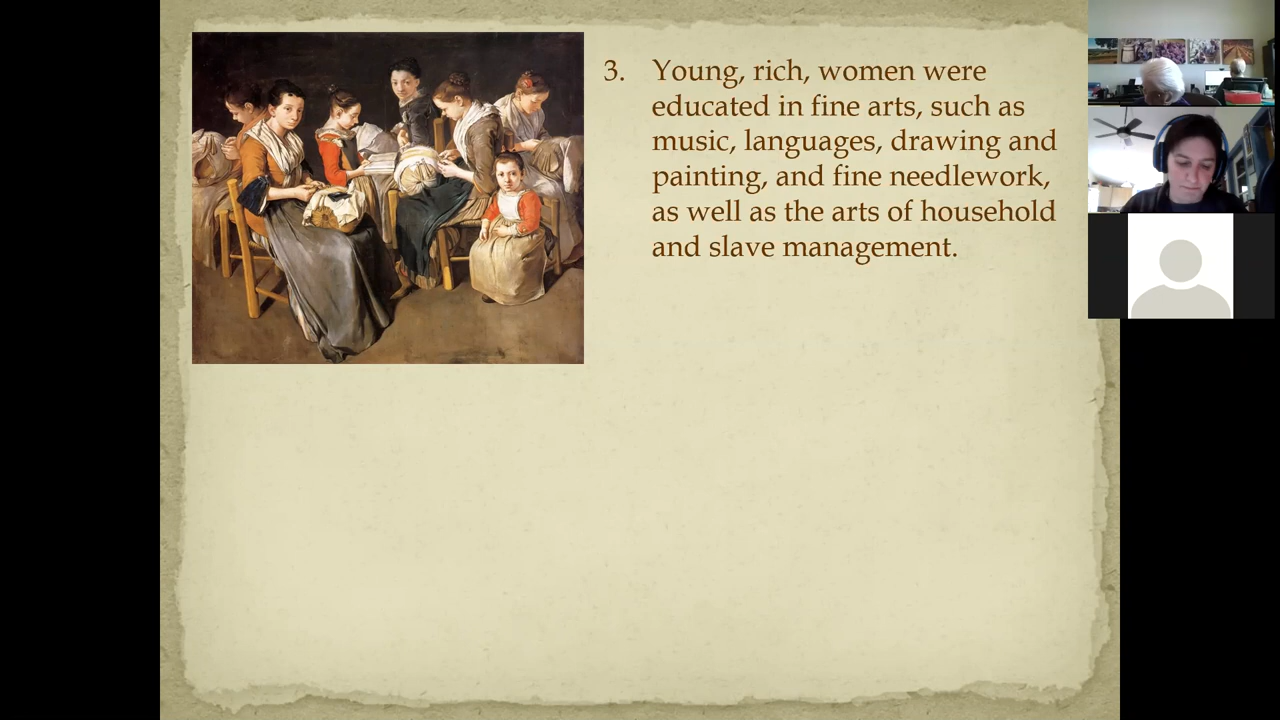 3. Young, rich, women were
educated in fine arts, such as
music, languages, drawing and
painting, and fine needlework,
as well as the arts of household
and slave management.